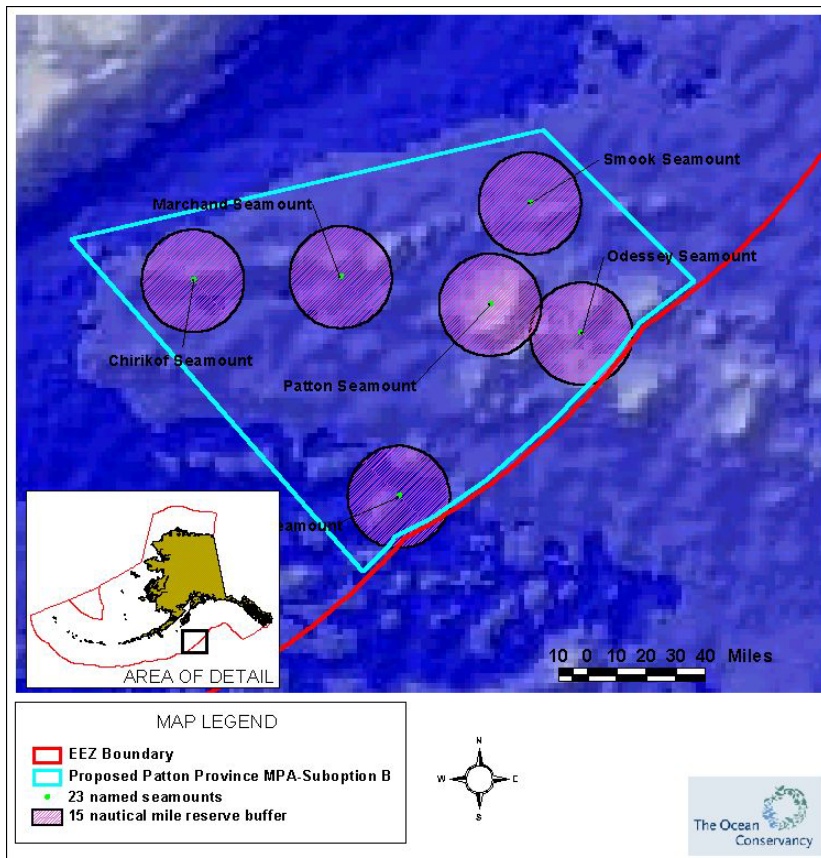 Smook Seamount
Marchand Seamount
Odessey Seamount
Chirikof Seamount
Patton Seamount
eamount
AREA OF DETAIL
10 0 10 20 30 40 Miles
MAP LEGEND
EEZ Boundary
Proposed Patton Province MPA-Suboption B
23 named seamounts
15 nautical mile reserve buffer
N
W E
S
The Ocean
Conservancy